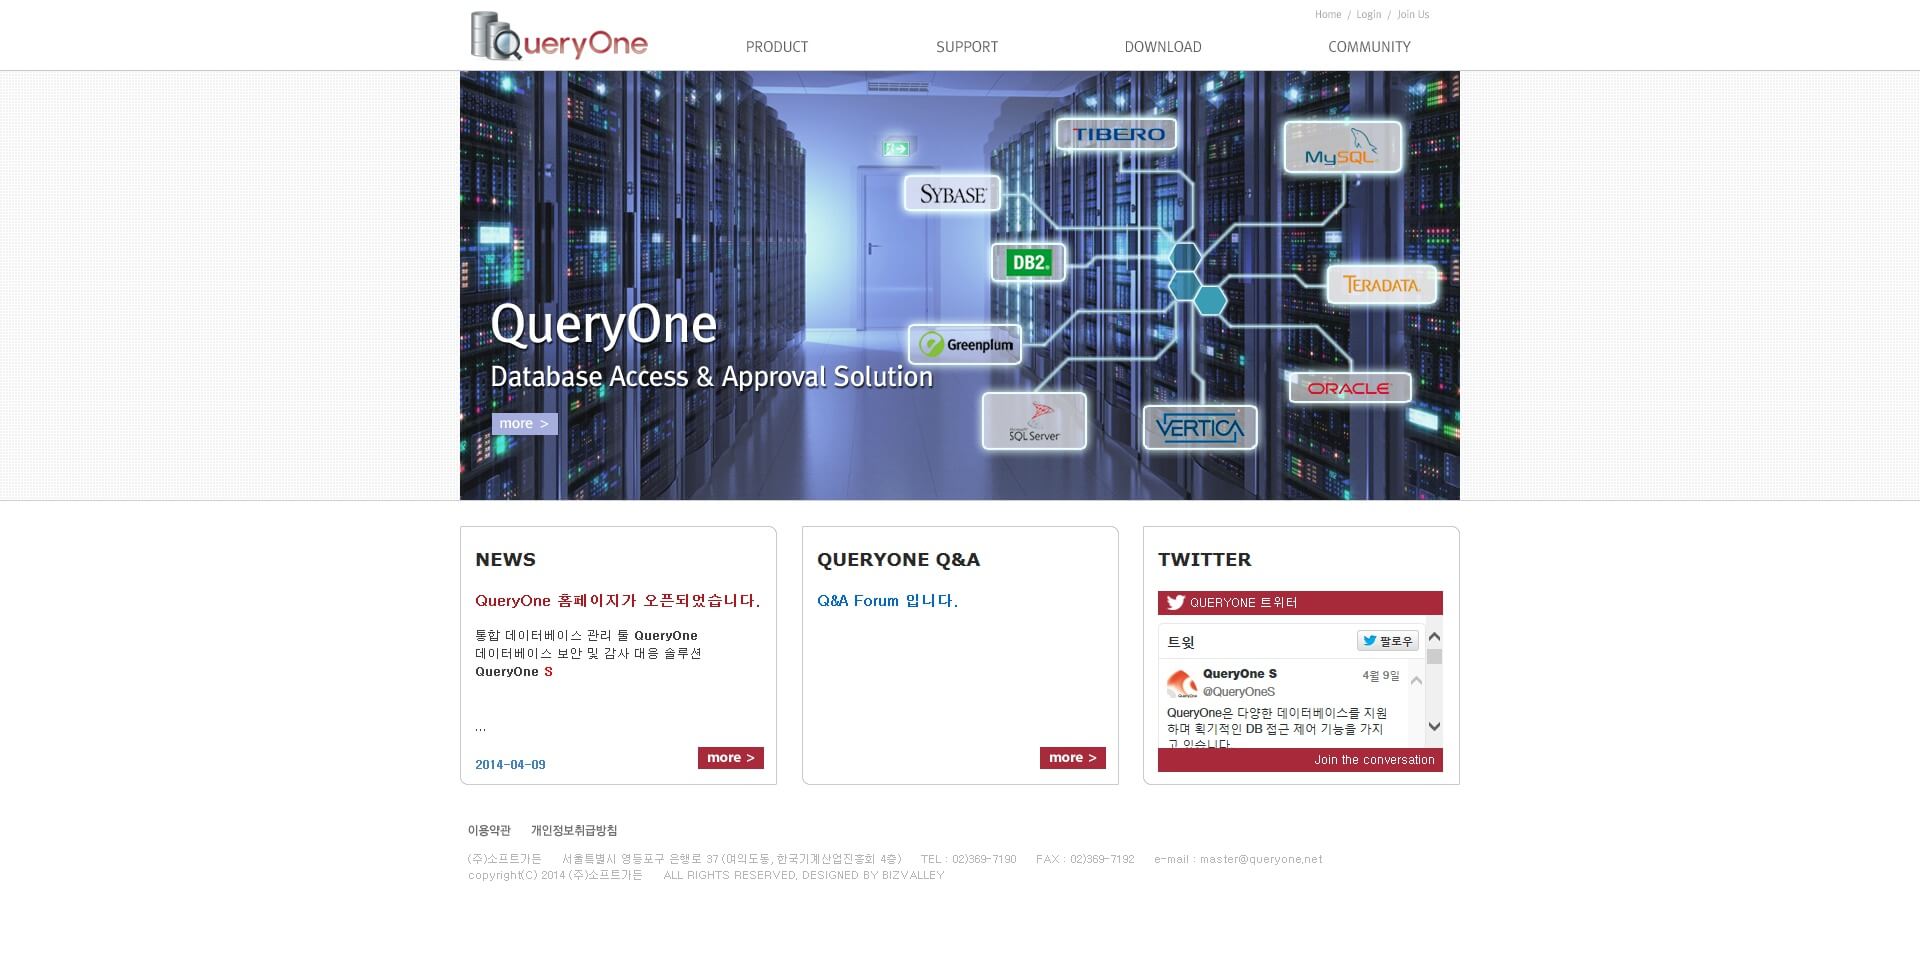 QueryOne
Home / Login / Join Us
PRODUCT SUPPORT DOWNLOAD COMMUNITY
TIBERO
MySQL
SYBASE
DB2
TERADATA
QueryOne
Greenplum
Database Access & Approval Solution
ORACLE
Microsoft SQL Server
VERTICA
more >
NEWS
QueryOne 홈페이지가 오픈되었습니다.
통합 데이터베이스 관리 툴 QueryOne
데이터베이스 보안 및 감사 대응 솔루션
QueryOne S
...
2014-04-09
more >
QUERYONE Q&A
Q&A Forum 입니다.
more >
TWITTER
QUERYONE 트위터
트윗 팔로우
QueryOne S 4월 9일
@QueryOneS
QueryOne은 다양한 데이터베이스를 지원
하며 획기적인 DB 접근 제어 기능을 가지
고 있습니다
Join the conversation
이용약관 개인정보취급방침
(주)소프트가든 서울특별시 영등포구 은행로 37 (여의도동, 한국기계산업진흥회 4층) TEL : 02)369-7190 FAX : 02)369-7192 e-mail : master@queryone.net
copyright(C) 2014 (주)소프트가든 ALL RIGHTS RESERVED. DESIGNED BY BIZVALLEY